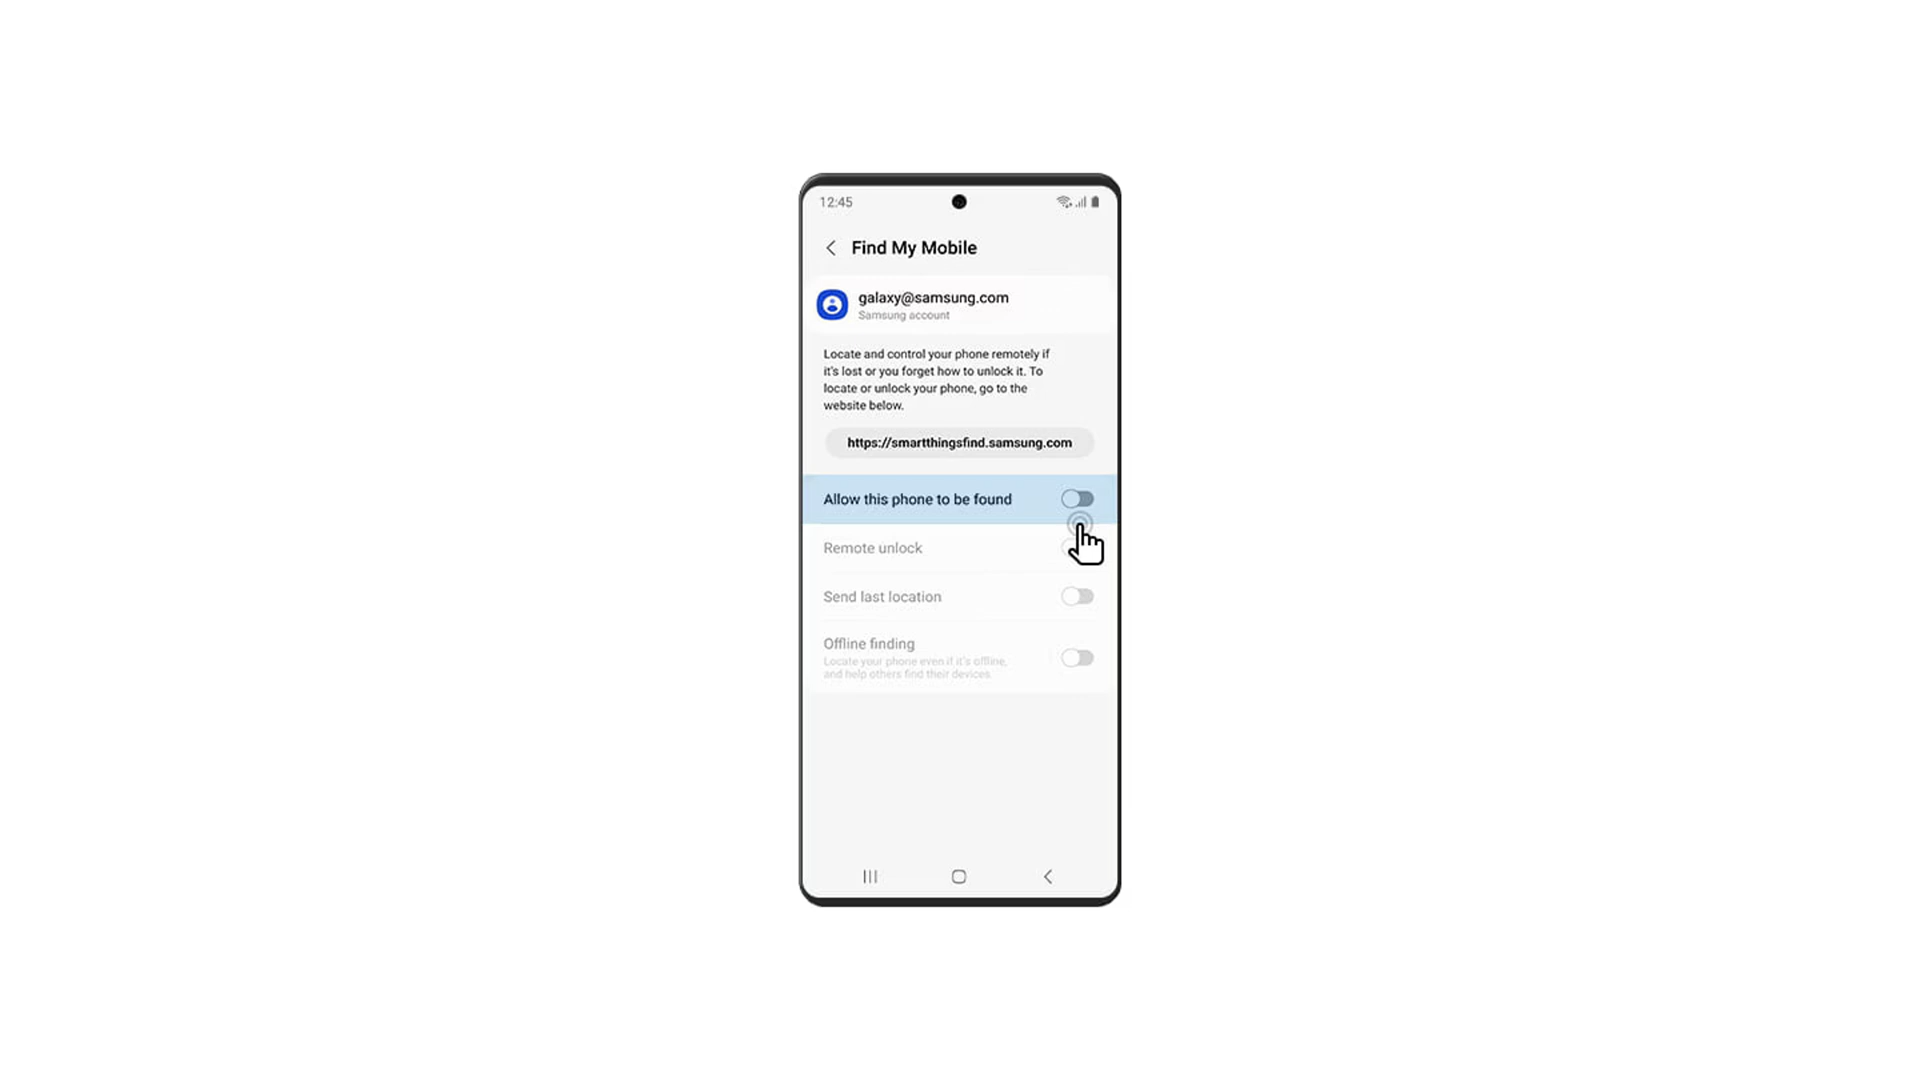 12:45
Find My Mobile
galaxy@samsung.com
Samsung account
Locate and control your phone remotely if
it's lost or you forget how to unlock it. To
locate or unlock your phone, go to the
website below.
https://smartthingsfind.samsung.com
Allow this phone to be found
Remote unlock
Send last location
Offline finding
Locate your phone even if it's offline,
and help others find their devices.